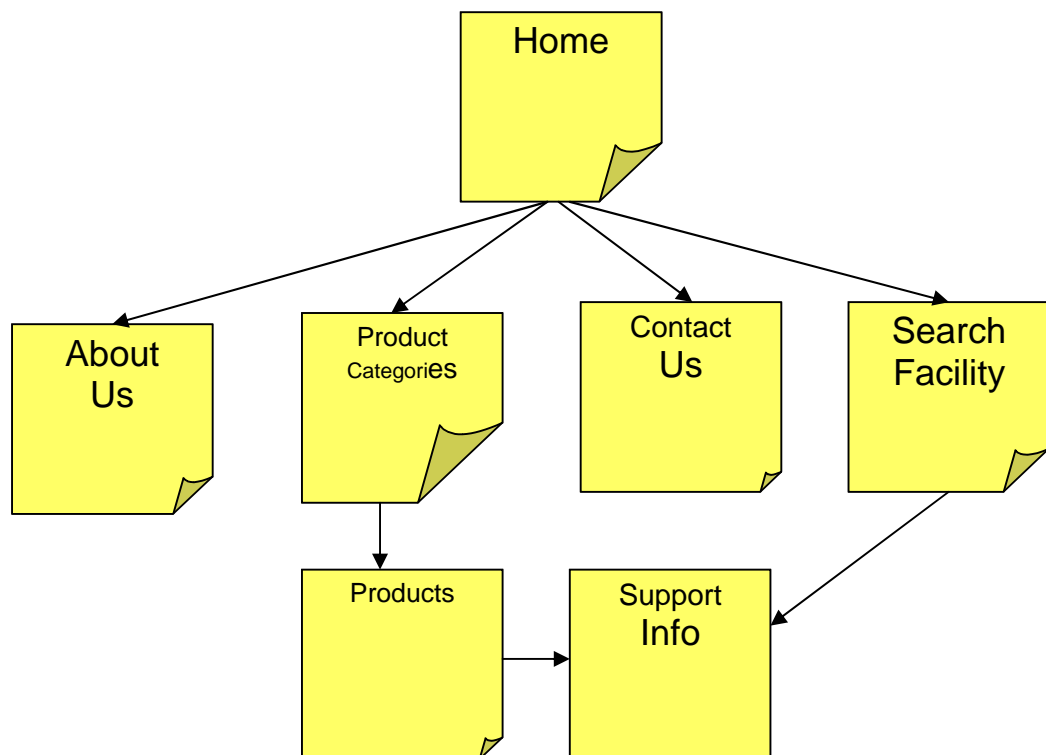 Home
About
Us
Product
Categories
Contact
Us
Search
Facility
Products
Support
Info